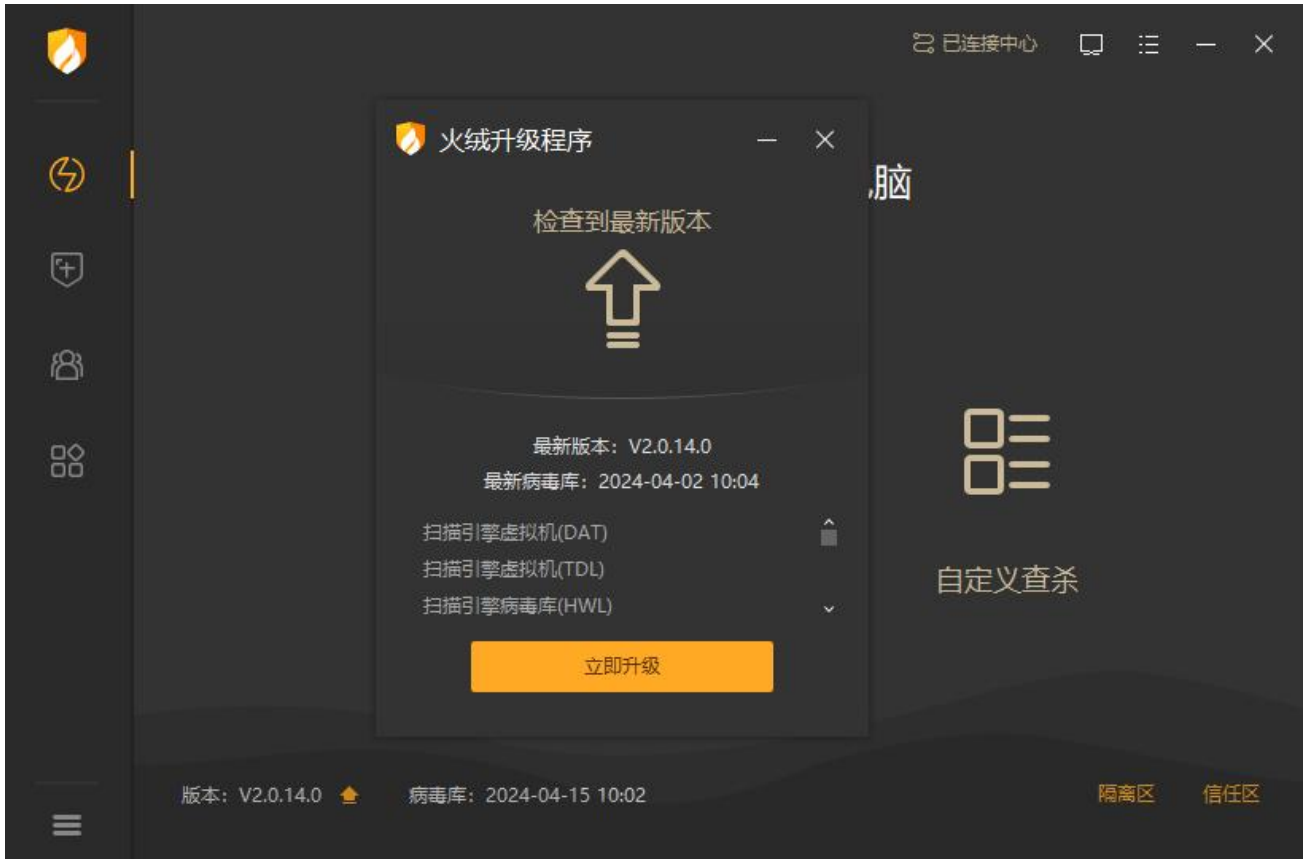 已连接中心
火绒升级程序
脑
检查到最新版本
最新版本：V2.0.14.0
最新病毒库：2024-04-02 10:04
扫描引擎虚拟机(DAT)
扫描引擎虚拟机(TDL)
扫描引擎病毒库(HWL)
自定义查杀
立即升级
版本：V2.0.14.0
病毒库：2024-04-15 10:02
隔离区
信任区